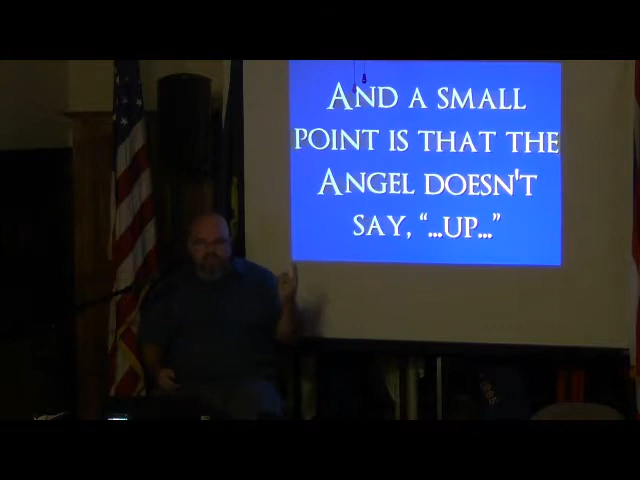 And a small
point is that the
Angel doesn't
say, “...up...”